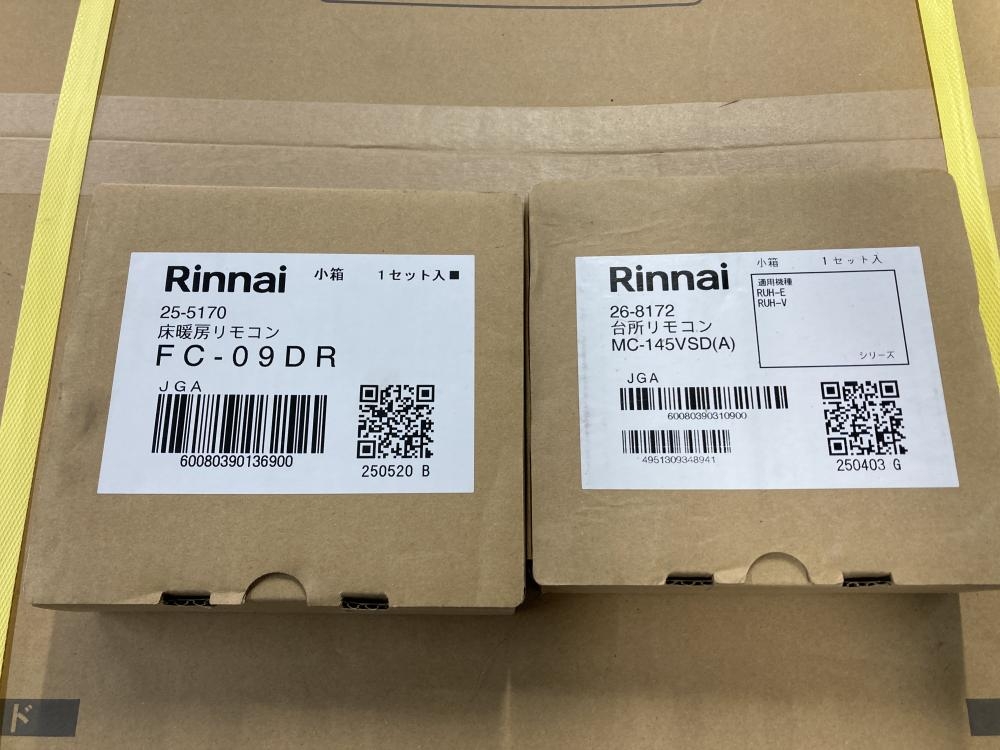 Rinnai 小箱 1セット入■
25-5170
床暖房リモコン
FC-09DR
JGA
60080390136900
250520 B
Rinnai 小箱 1セット入
26-8172
台所リモコン
MC-145VSD(A)
適用機種
RUH-E
RUH-V
シリーズ
JGA
60080390310900
4951309348941
250403 G
ド